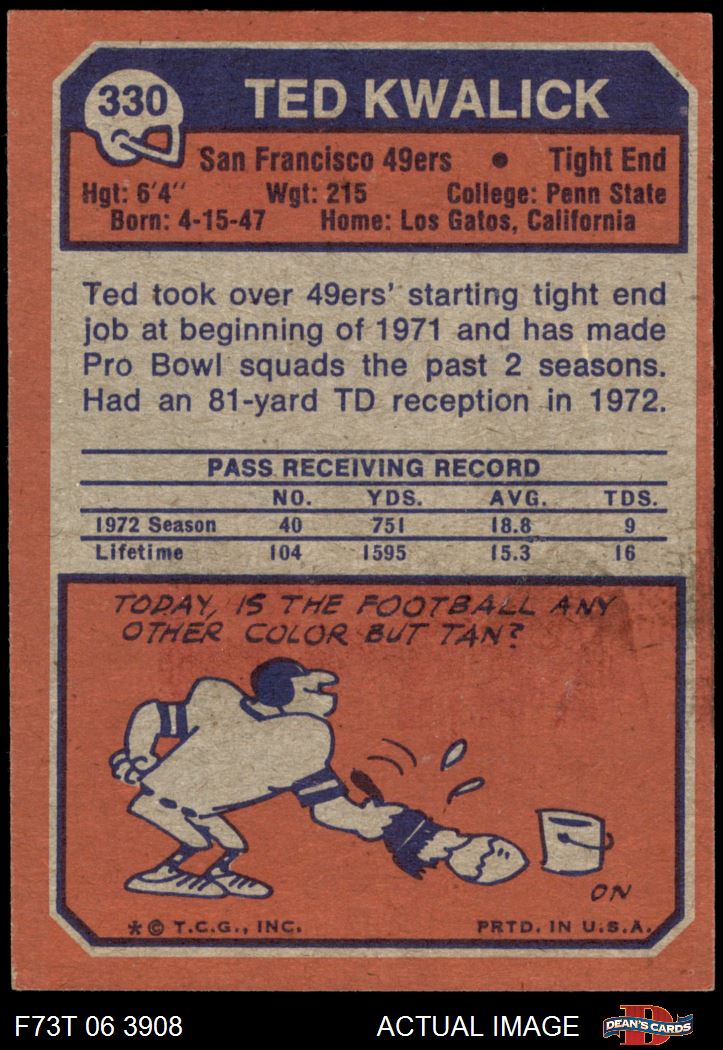 330
TED KWALICK
San Francisco 49ers • Tight End
Hgt: 6'4" Wgt: 215 College: Penn State
Born: 4-15-47 Home: Los Gatos, California
Ted took over 49ers' starting tight end
job at beginning of 1971 and has made
Pro Bowl squads the past 2 seasons.
Had an 81-yard TD reception in 1972.
PASS RECEIVING RECORD
NO. YDS. AVG. TDS.
1972 Season 40 751 18.8 9
Lifetime 104 1595 15.3 16
TODAY, IS THE FOOTBALL ANY
OTHER COLOR BUT TAN?
ON
* © T.C.G., INC. PRTD. IN U.S.A.
F73T 06 3908 ACTUAL IMAGE D DEAN'S CARDS